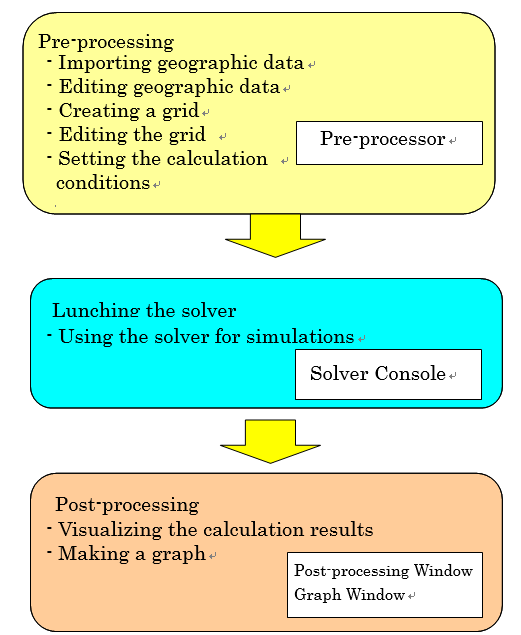 Pre-processing
- Importing geographic data
- Editing geographic data
- Creating a grid
- Editing the grid
- Setting the calculation
conditions
Pre-processor
Lunching the solver
- Using the solver for simulations
Solver Console
Post-processing
- Visualizing the calculation results
- Making a graph
Post-processing Window
Graph Window